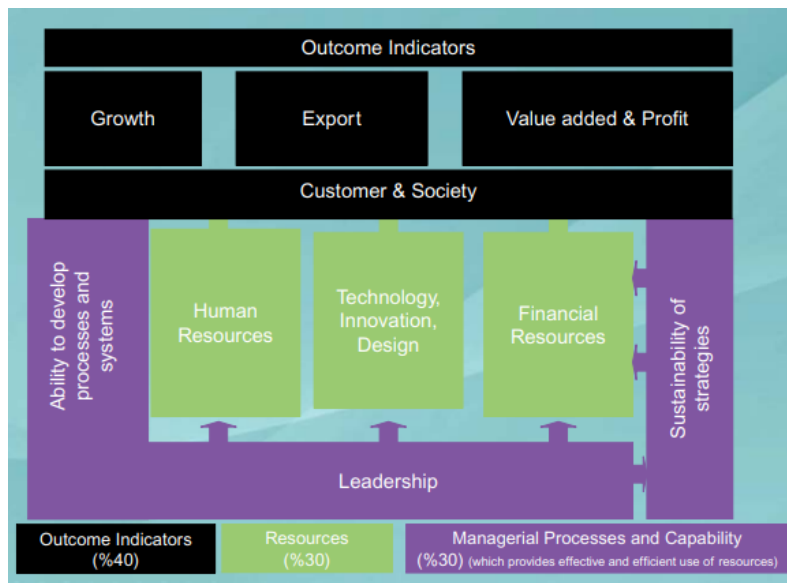 Outcome Indicators
Growth
Export
Value added & Profit
Customer & Society
Ability to develop
processes and
systems
Human
Resources
Technology,
Innovation,
Design
Financial
Resources
Sustainability of
strategies
Leadership
Outcome Indicators
(%40)
Resources
(%30)
Managerial Processes and Capability
(%30) (which provides effective and efficient use of resources)